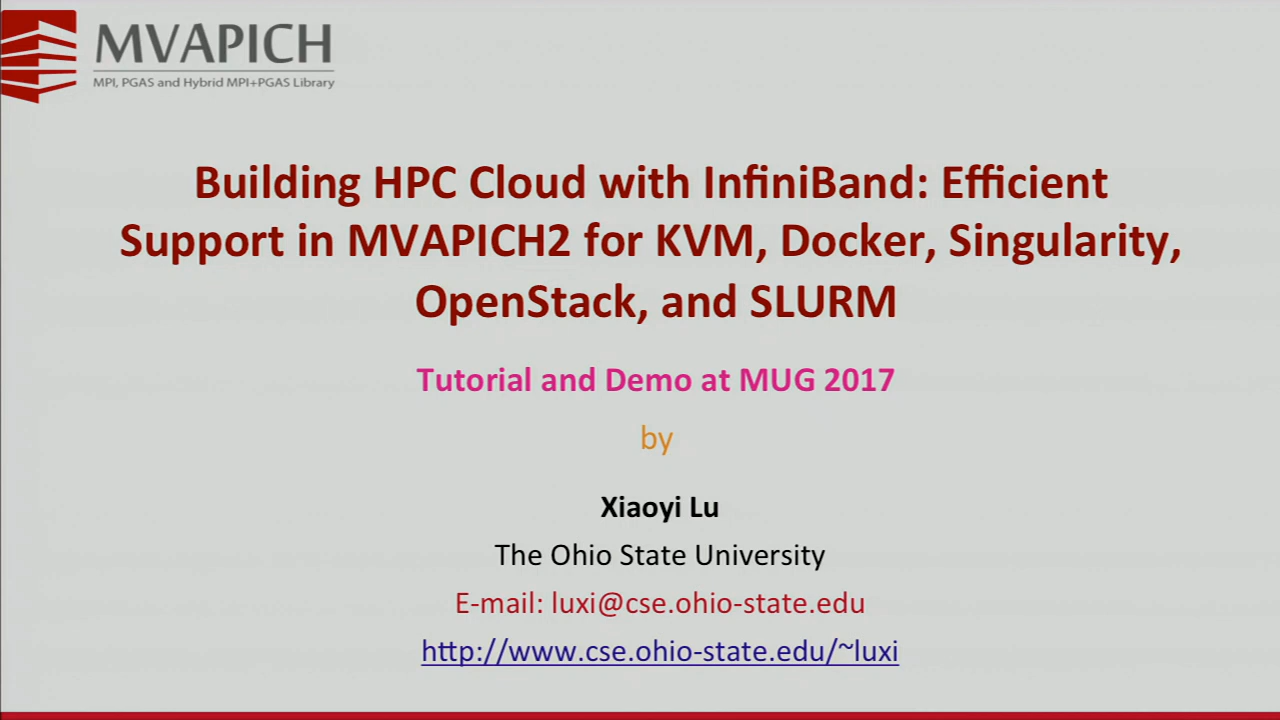 MVAPICH
MPI, PGAS and Hybrid MPI+PGAS Library
Building HPC Cloud with InfiniBand: Efficient
Support in MVAPICH2 for KVM, Docker, Singularity,
OpenStack, and SLURM
Tutorial and Demo at MUG 2017
by
Xiaoyi Lu
The Ohio State University
E-mail: luxi@cse.ohio-state.edu
http://www.cse.ohio-state.edu/~luxi